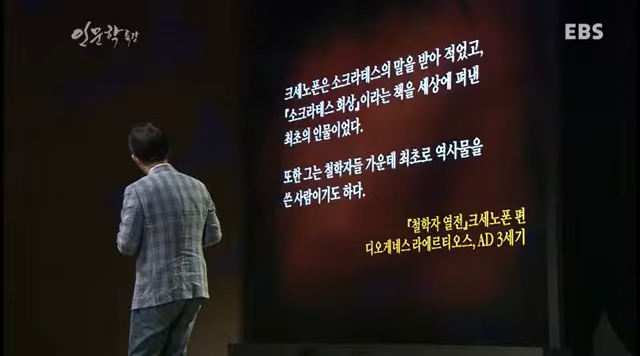 인문학 특강
EBS
크세노폰은 소크라테스의 말을 받아 적었고,
『소크라테스 회상』이라는 책을 세상에 펴낸
최초의 인물이었다.
또한 그는 철학자들 가운데 최초로 역사물을
쓴 사람이기도 하다.
『철학자 열전』 크세노폰 편
디오게네스 라에르티오스, AD 3세기